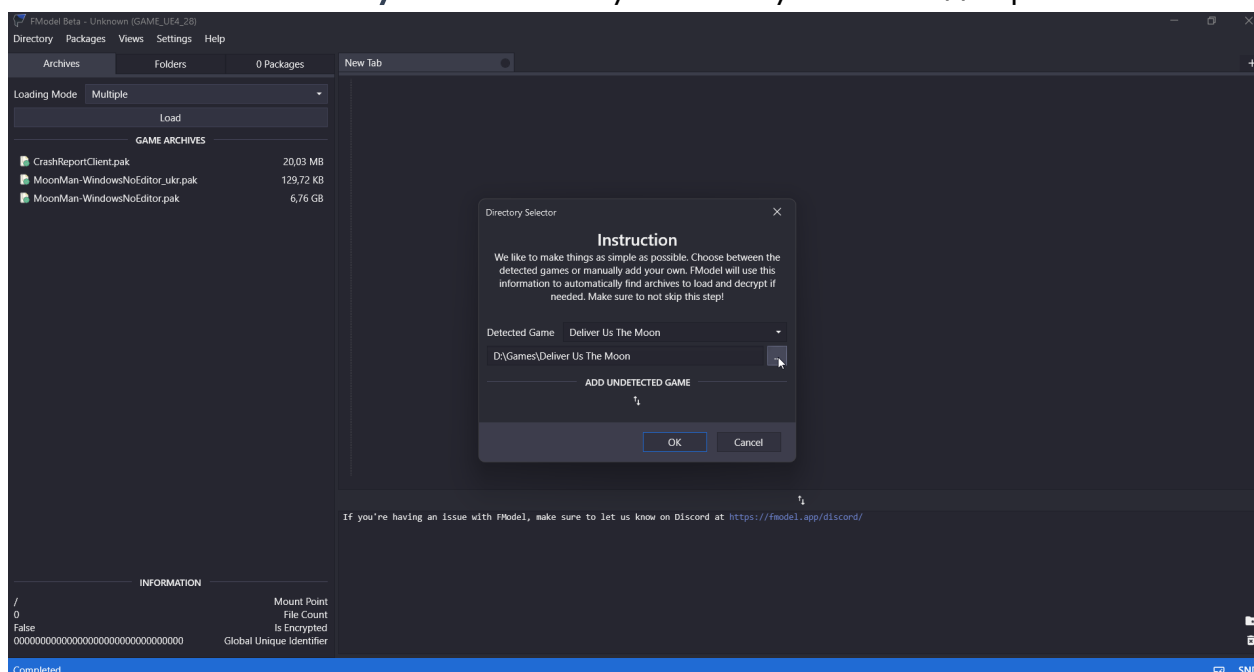 FModel Beta - Unknown (GAME_UE4_28)
Directory Packages Views Settings Help
Archives Folders 0 Packages New Tab
Loading Mode Multiple
Load
GAME ARCHIVES
CrashReportClient.pak 20,03 MB
MoonMan-WindowsNoEditor_ukr.pak 129,72 KB
MoonMan-WindowsNoEditor.pak 6,76 GB
Directory Selector
Instruction
We like to make things as simple as possible. Choose between the
detected games or manually add your own. FModel will use this
information to automatically find archives to load and decrypt if
needed. Make sure to not skip this step!
Detected Game Deliver Us The Moon
D:\Games\Deliver Us The Moon
...
ADD UNDETECTED GAME
OK Cancel
If you're having an issue with FModel, make sure to let us know on Discord at https://fmodel.app/discord/
INFORMATION
/ Mount Point
0 File Count
False Is Encrypted
00000000000000000000000000000000 Global Unique Identifier
Completed